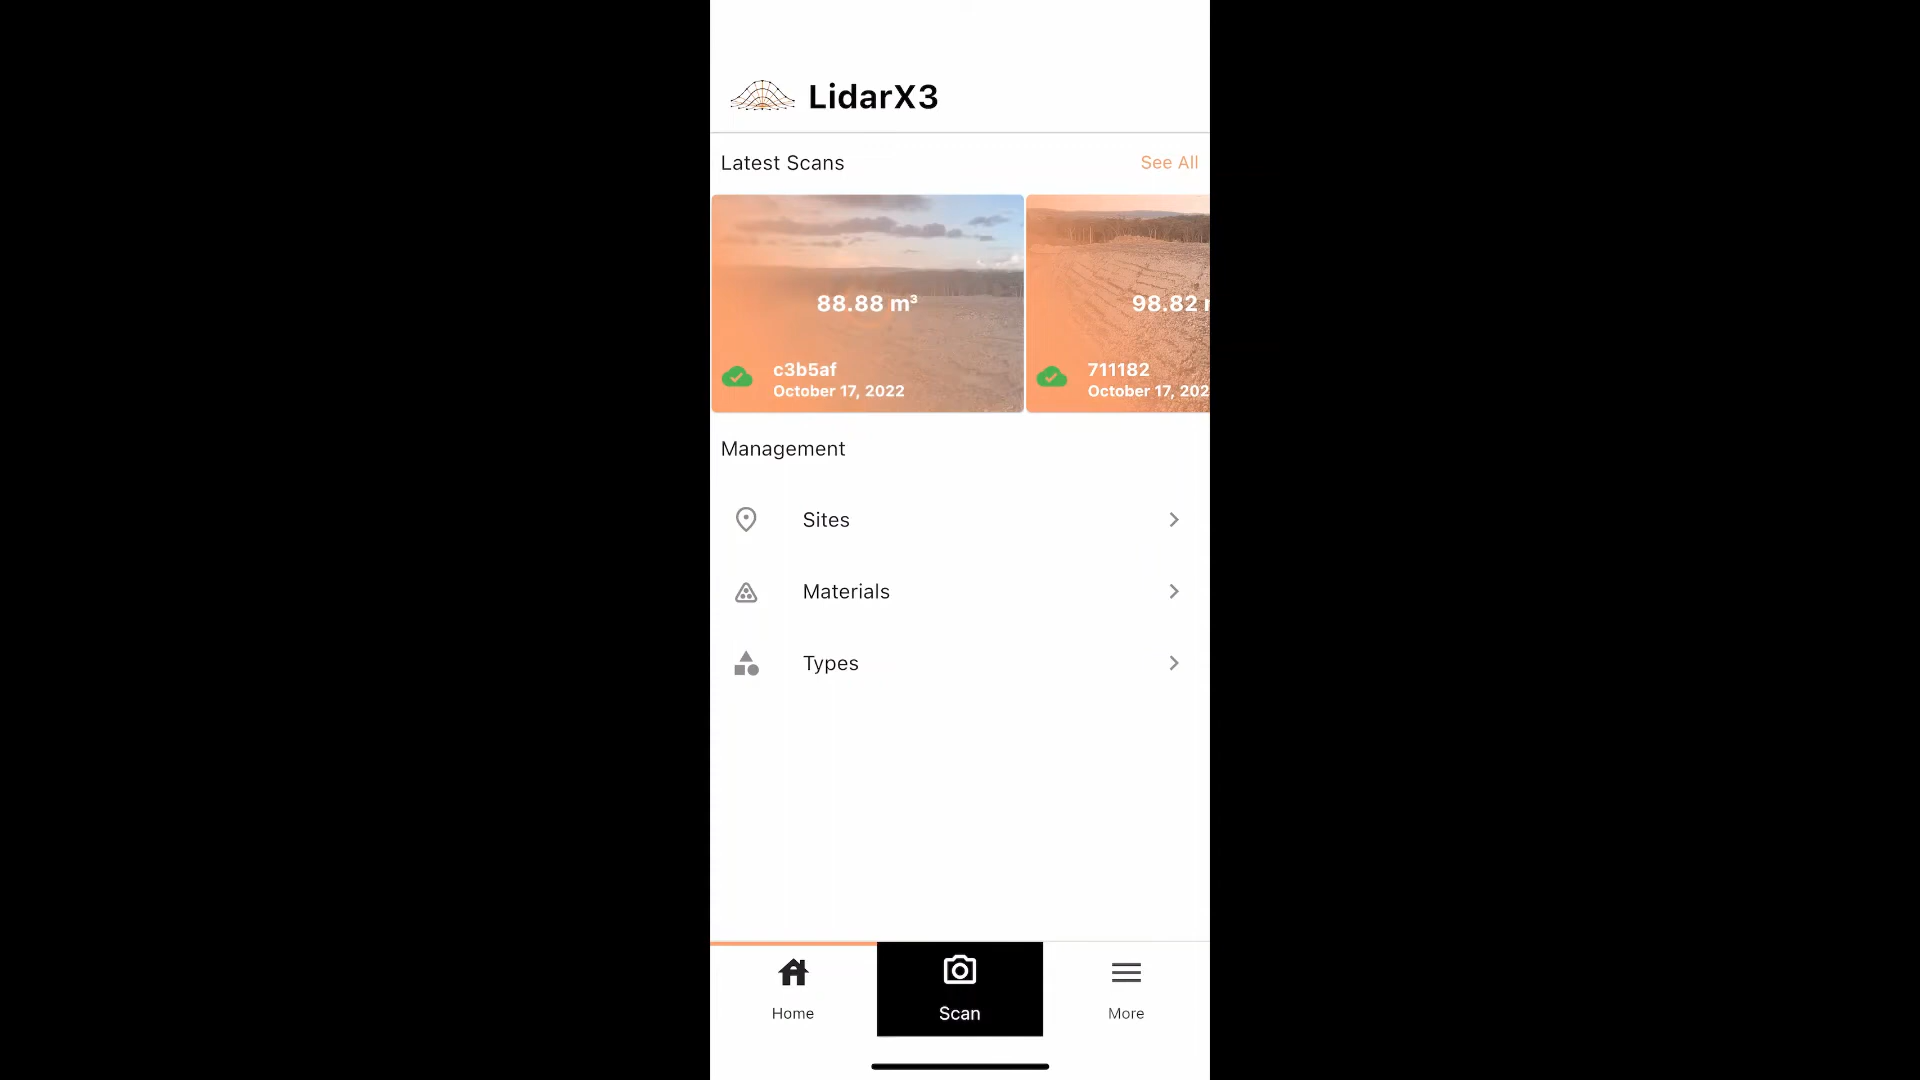 LidarX3
Latest Scans
See All
88.88 m³
98.82
c3b5af
October 17, 2022
711182
October 17, 202
Management
Sites
Materials
Types
Home
Scan
More